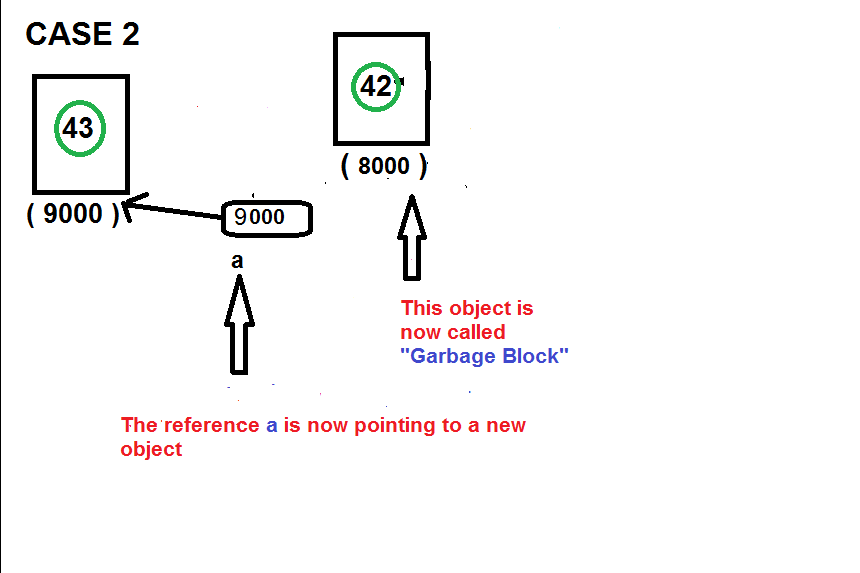 CASE 2
42
43
( 8000 )
( 9000 )
9000
a
This object is
now called
"Garbage Block"
The reference a is now pointing to a new
object